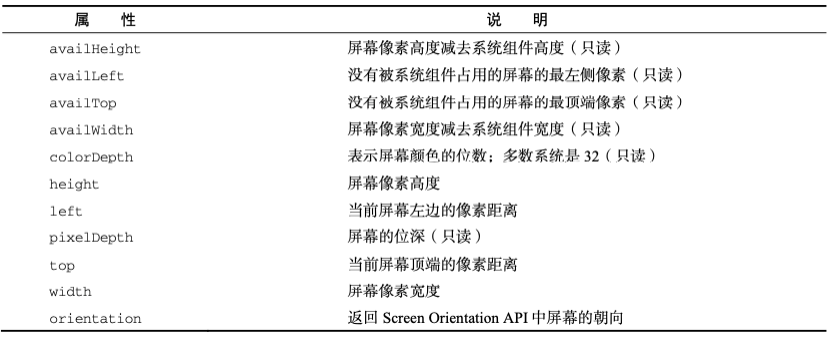 属 性 说 明
availHeight 屏幕像素高度减去系统组件高度（只读）
availLeft 没有被系统组件占用的屏幕的最左侧像素（只读）
availTop 没有被系统组件占用的屏幕的最顶端像素（只读）
availWidth 屏幕像素宽度减去系统组件宽度（只读）
colorDepth 表示屏幕颜色的位数；多数系统是 32（只读）
height 屏幕像素高度
left 当前屏幕左边的像素距离
pixelDepth 屏幕的位深（只读）
top 当前屏幕顶端的像素距离
width 屏幕像素宽度
orientation 返回 Screen Orientation API 中屏幕的朝向